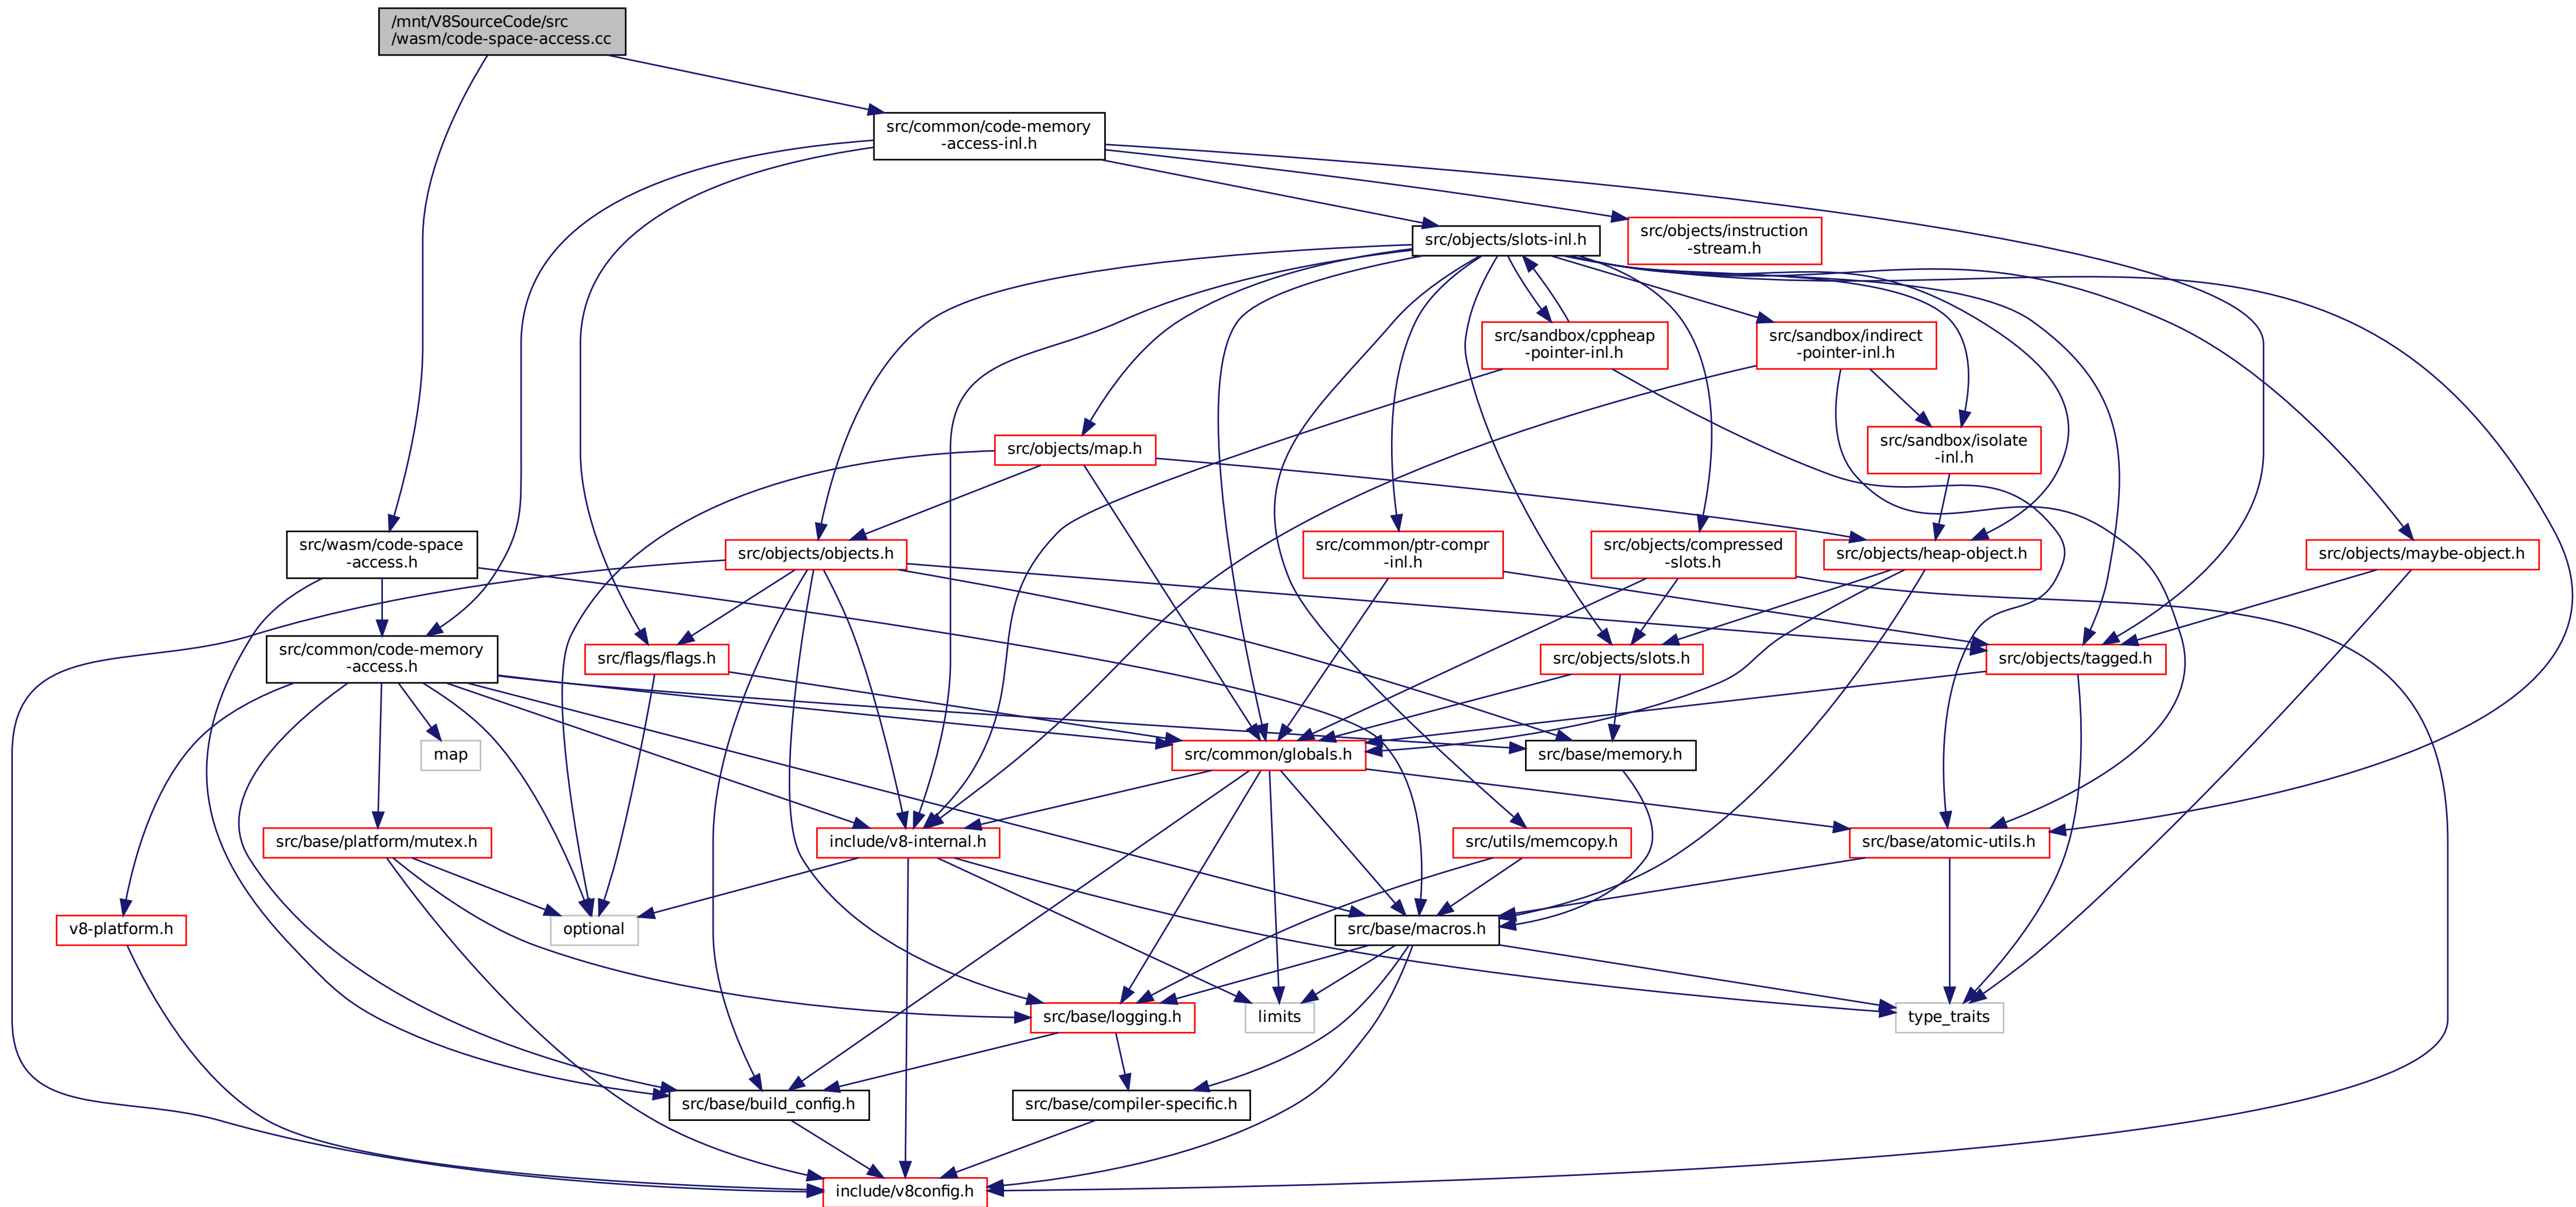 /mnt/V8SourceCode/src
/wasm/code-space-access.cc
src/common/code-memory
-access-inl.h
src/objects/slots-inl.h
src/objects/instruction
-stream.h
src/sandbox/cppheap
-pointer-inl.h
src/sandbox/indirect
-pointer-inl.h
src/objects/map.h
src/sandbox/isolate
-inl.h
src/wasm/code-space
-access.h
src/objects/objects.h
src/common/ptr-compr
-inl.h
src/objects/compressed
-slots.h
src/objects/heap-object.h
src/objects/maybe-object.h
src/common/code-memory
-access.h
src/flags/flags.h
src/objects/slots.h
src/objects/tagged.h
map
src/common/globals.h
src/base/memory.h
src/base/platform/mutex.h
include/v8-internal.h
src/utils/memcopy.h
src/base/atomic-utils.h
v8-platform.h
optional
src/base/macros.h
src/base/logging.h
limits
type_traits
src/base/build_config.h
src/base/compiler-specific.h
include/v8config.h